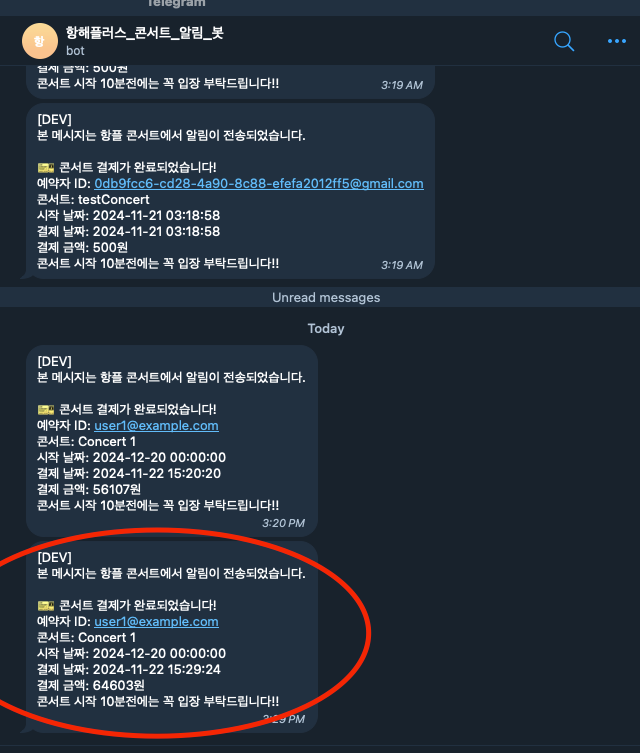 Telegram
항
항해플러스_콘서트_알림_봇
bot
결제 금액: 500원
콘서트 시작 10분전에는 꼭 입장 부탁드립니다!!
3:19 AM
[DEV]
본 메시지는 항플 콘서트에서 알림이 전송되었습니다.
🎫 콘서트 결제가 완료되었습니다!
예약자 ID: 0db9fcc6-cd28-4a90-8c88-efefa2012ff5@gmail.com
콘서트: testConcert
시작 날짜: 2024-11-21 03:18:58
결제 날짜: 2024-11-21 03:18:58
결제 금액: 500원
콘서트 시작 10분전에는 꼭 입장 부탁드립니다!!
3:19 AM
Unread messages
Today
[DEV]
본 메시지는 항플 콘서트에서 알림이 전송되었습니다.
🎫 콘서트 결제가 완료되었습니다!
예약자 ID: user1@example.com
콘서트: Concert 1
시작 날짜: 2024-12-20 00:00:00
결제 날짜: 2024-11-22 15:20:20
결제 금액: 56107원
콘서트 시작 10분전에는 꼭 입장 부탁드립니다!!
3:20 PM
[DEV]
본 메시지는 항플 콘서트에서 알림이 전송되었습니다.
🎫 콘서트 결제가 완료되었습니다!
예약자 ID: user1@example.com
콘서트: Concert 1
시작 날짜: 2024-12-20 00:00:00
결제 날짜: 2024-11-22 15:29:24
결제 금액: 64603원
콘서트 시작 10분전에는 꼭 입장 부탁드립니다!!
3:29 PM